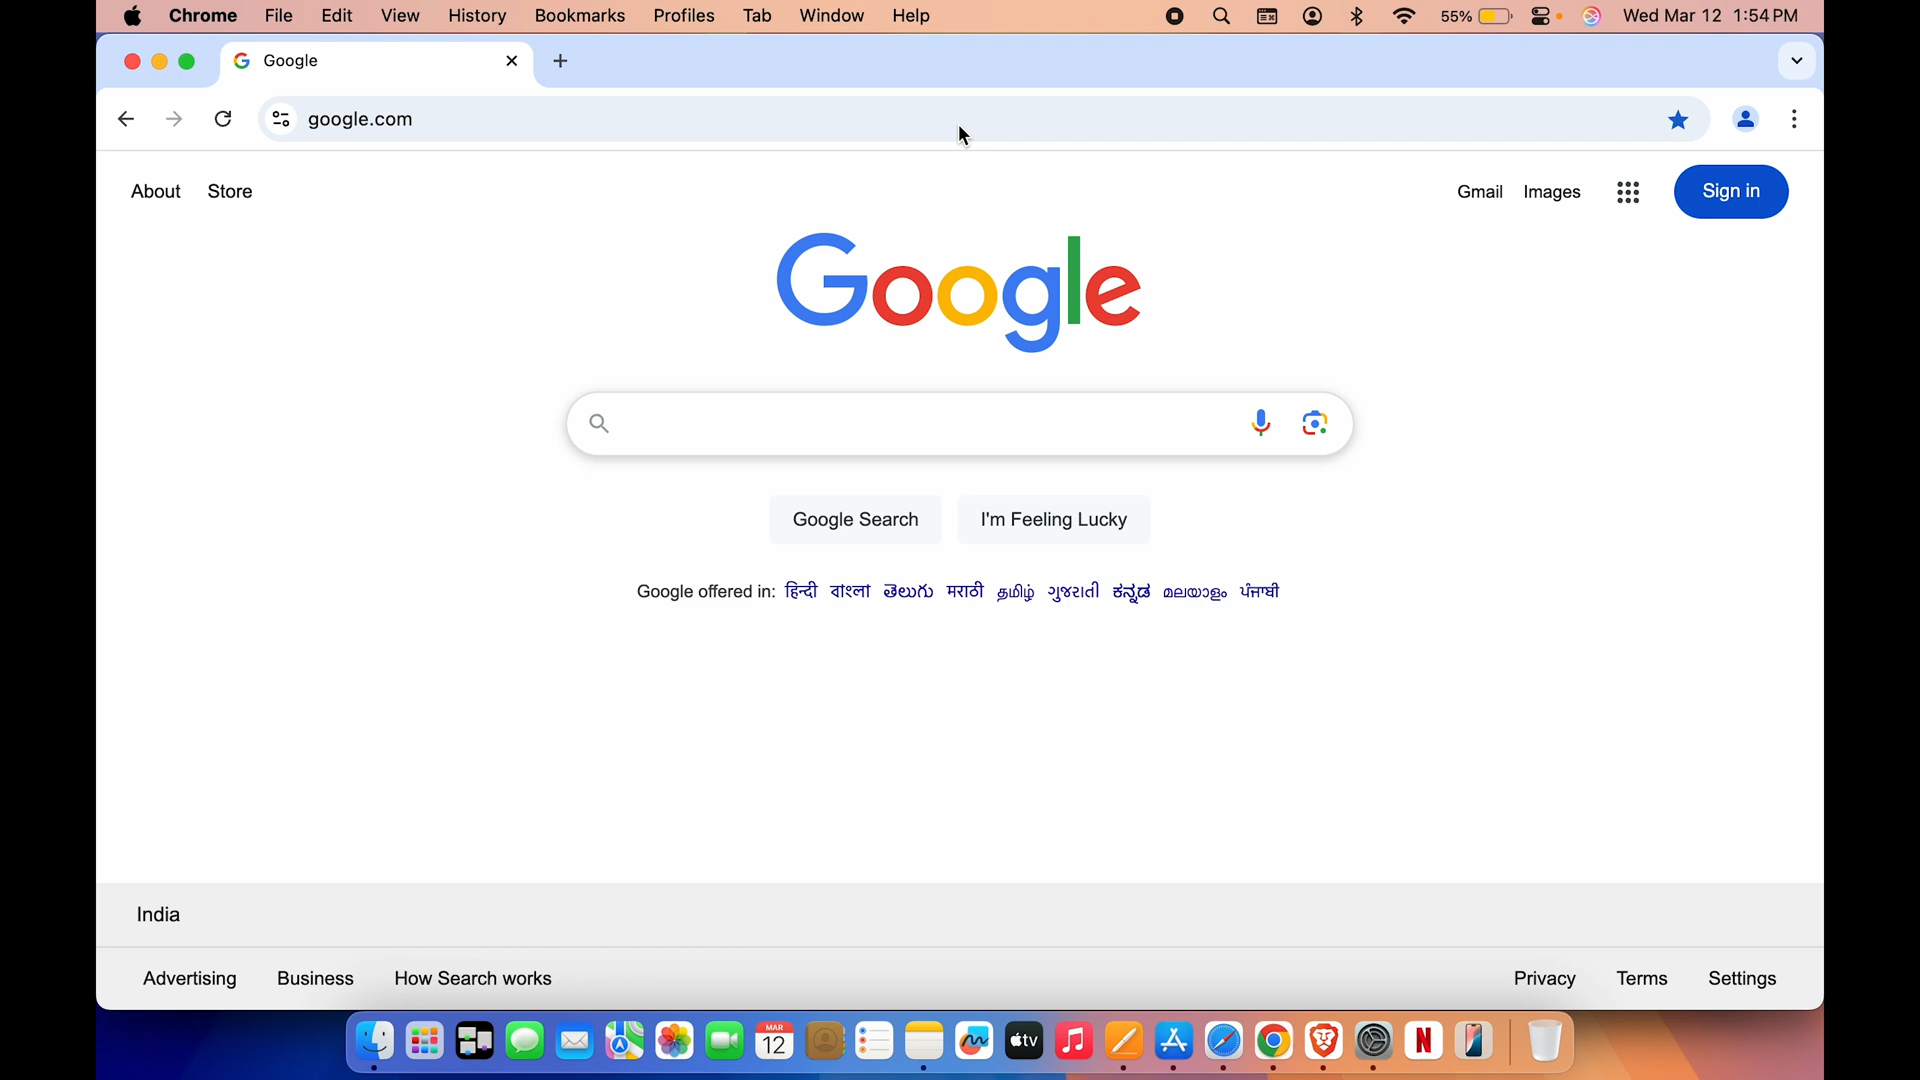 Chrome File Edit View History Bookmarks Profiles Tab Window Help 55% Wed Mar 12 1:54 PM
Google
google.com
About Store Gmail Images Sign in
Google
Google Search I'm Feeling Lucky
Google offered in: हिन्दी বাংলা తెలుగు मराठी தமிழ் ગુજરાતી ಕನ್ನಡ മലയാളം ਪੰਜਾਬੀ
India
Advertising Business How Search works Privacy Terms Settings
MAR
12 tv N